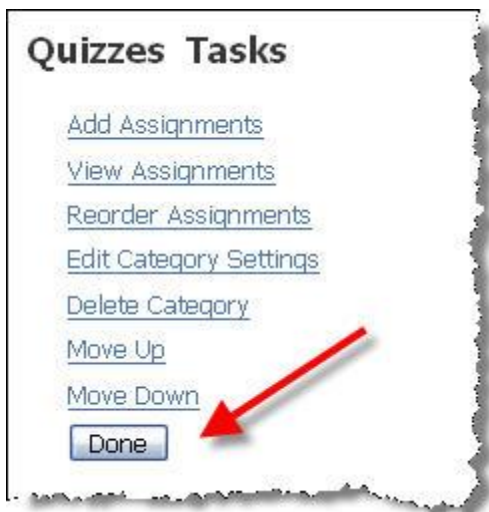 Quizzes Tasks
Add Assignments
View Assignments
Reorder Assignments
Edit Category Settings
Delete Category
Move Up
Move Down
Done